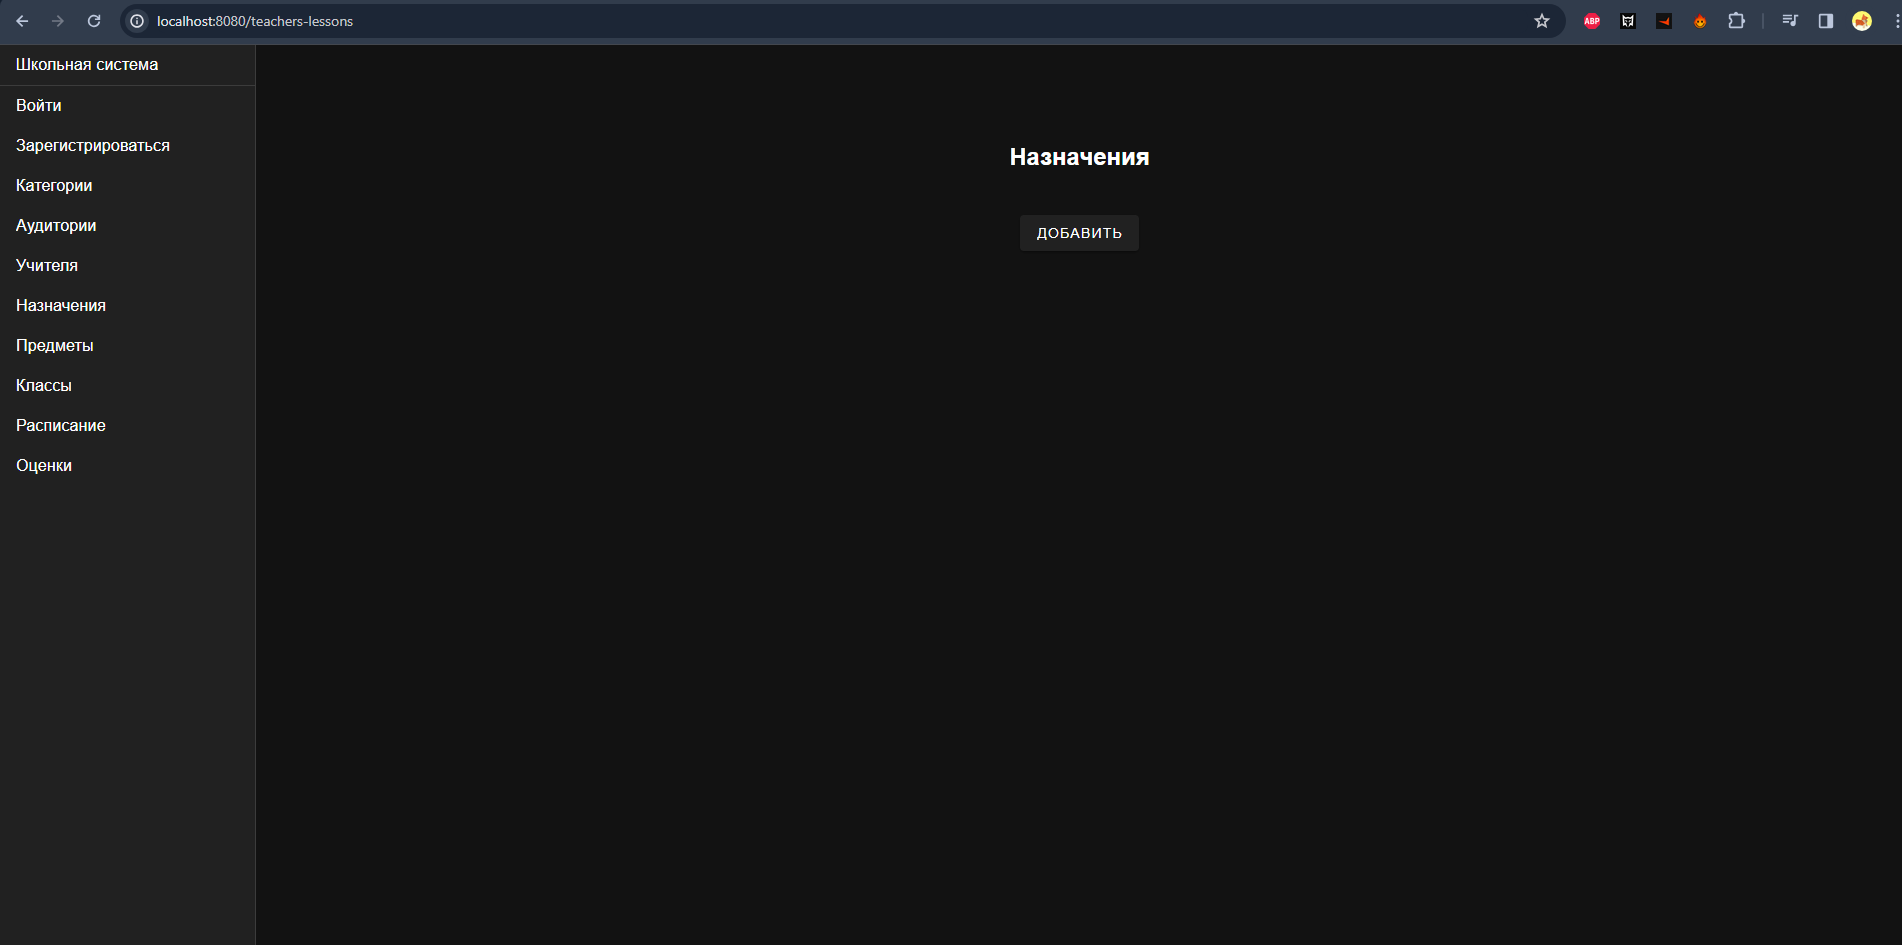 localhost:8080/teachers-lessons
ABP
Школьная система
Войти
Зарегистрироваться
Категории
Аудитории
Учителя
Назначения
Предметы
Классы
Расписание
Оценки
Назначения
ДОБАВИТЬ